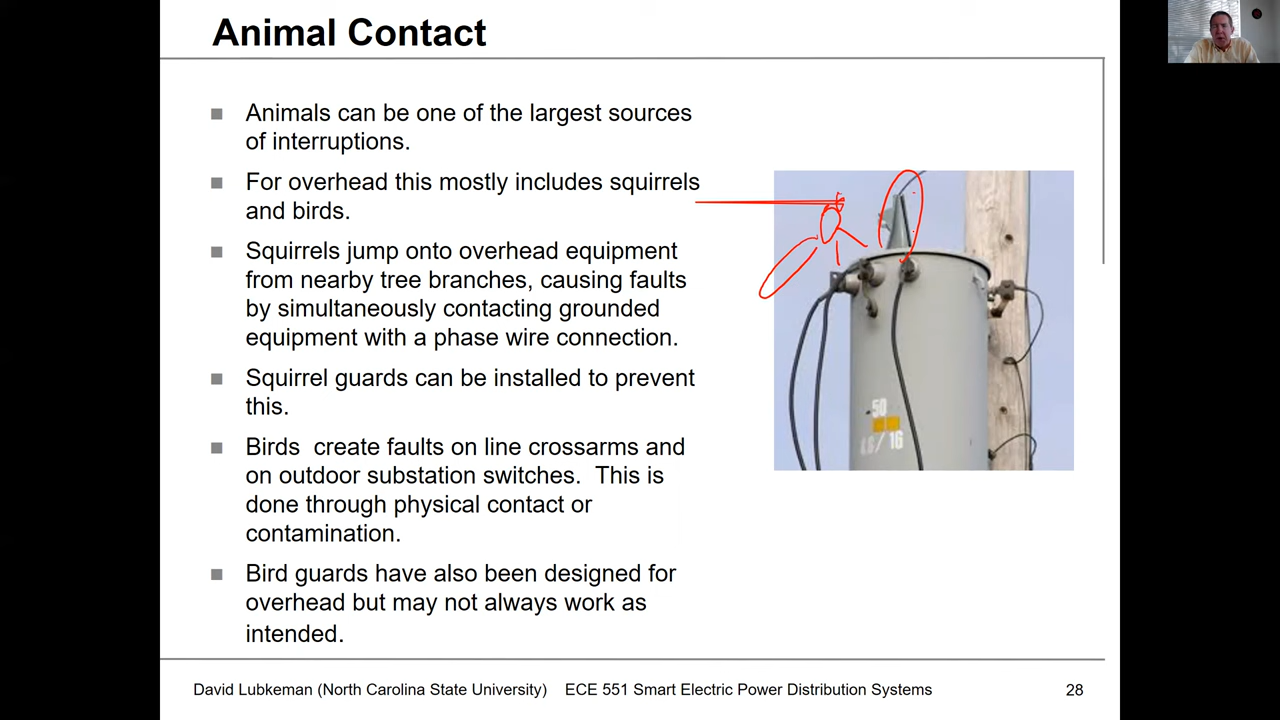 Animal Contact
Animals can be one of the largest sources
of interruptions.
For overhead this mostly includes squirrels
and birds.
Squirrels jump onto overhead equipment
from nearby tree branches, causing faults
by simultaneously contacting grounded
equipment with a phase wire connection.
Squirrel guards can be installed to prevent
this.
Birds  create faults on line crossarms and
on outdoor substation switches.  This is
done through physical contact or
contamination.
Bird guards have also been designed for
overhead but may not always work as
intended.
50
/ 16
David Lubkeman (North Carolina State University)    ECE 551 Smart Electric Power Distribution Systems    28